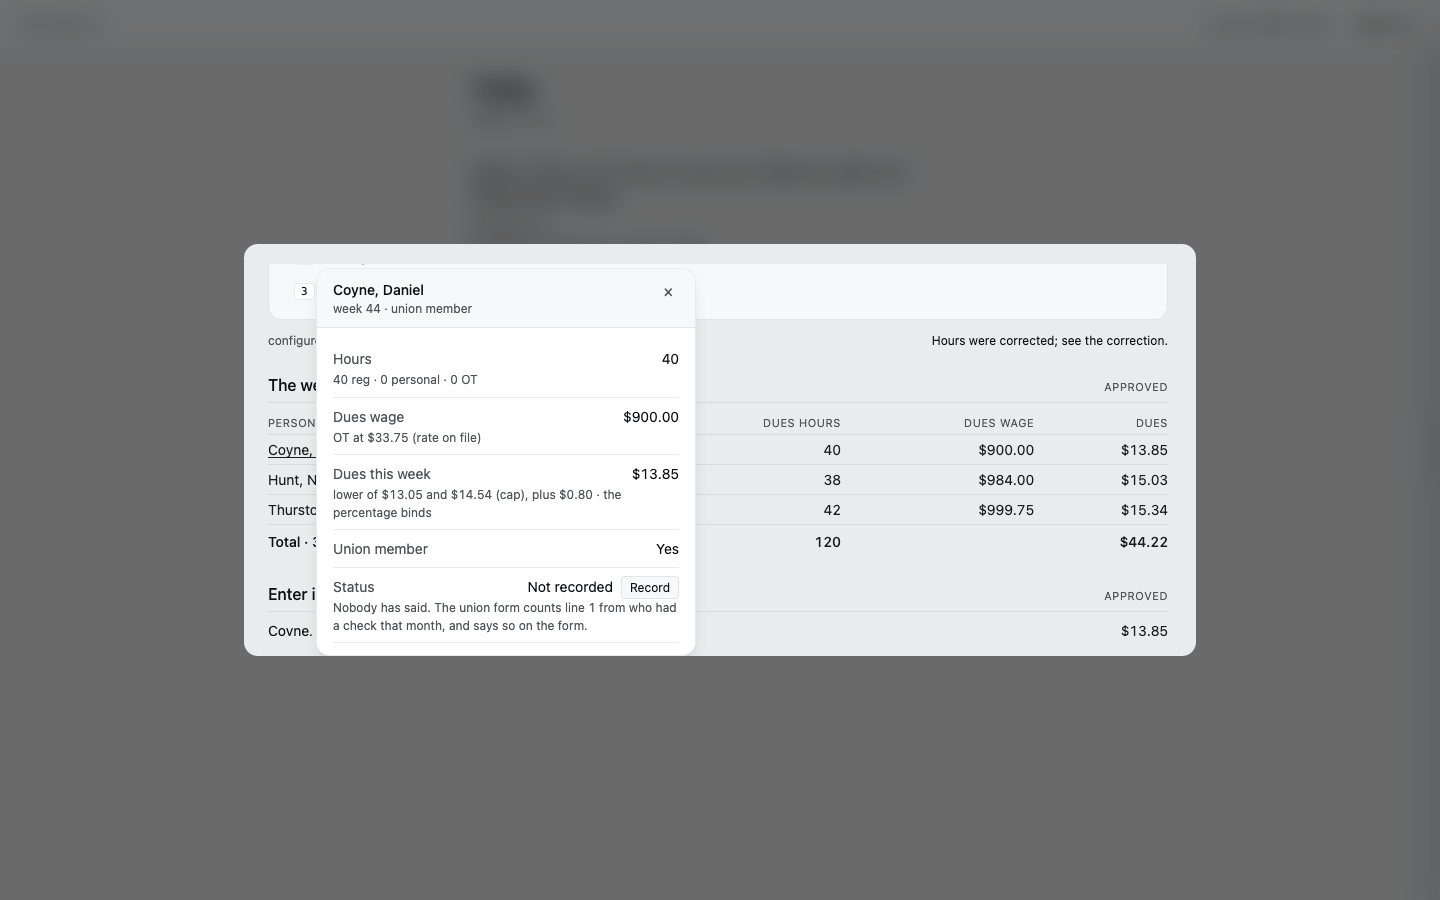 3
Coyne, Daniel
×
week 44 · union member
configur
Hours were corrected; see the correction.
The we
APPROVED
PERSON
DUES HOURS
DUES WAGE
DUES
Coyne,
40
$900.00
$13.85
Hunt, N
38
$984.00
$15.03
Thursto
42
$999.75
$15.34
Total · 3
120
$44.22
Enter i
APPROVED
Coyne.
$13.85
Hours
40
40 reg · 0 personal · 0 OT
Dues wage
$900.00
OT at $33.75 (rate on file)
Dues this week
$13.85
lower of $13.05 and $14.54 (cap), plus $0.80 · the
percentage binds
Union member
Yes
Status
Not recorded
Record
Nobody has said. The union form counts line 1 from who had
a check that month, and says so on the form.